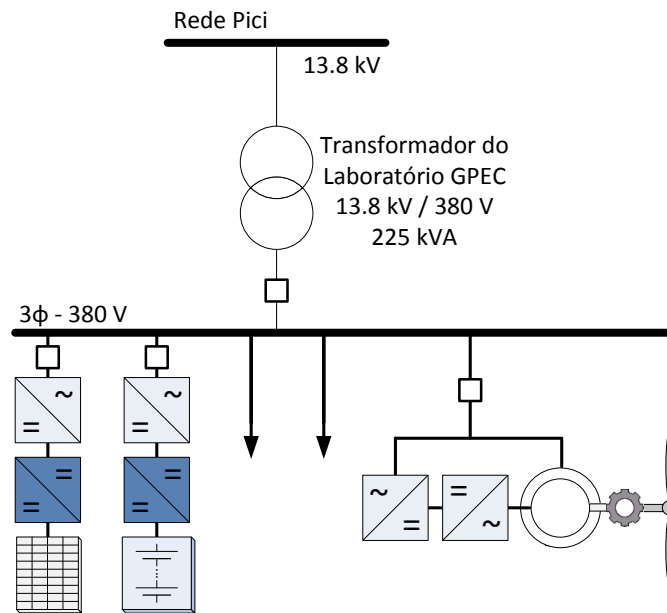 Rede Pici
13.8 kV
Transformador do
Laboratório GPEC
13.8 kV / 380 V
225 kVA
3ϕ - 380 V